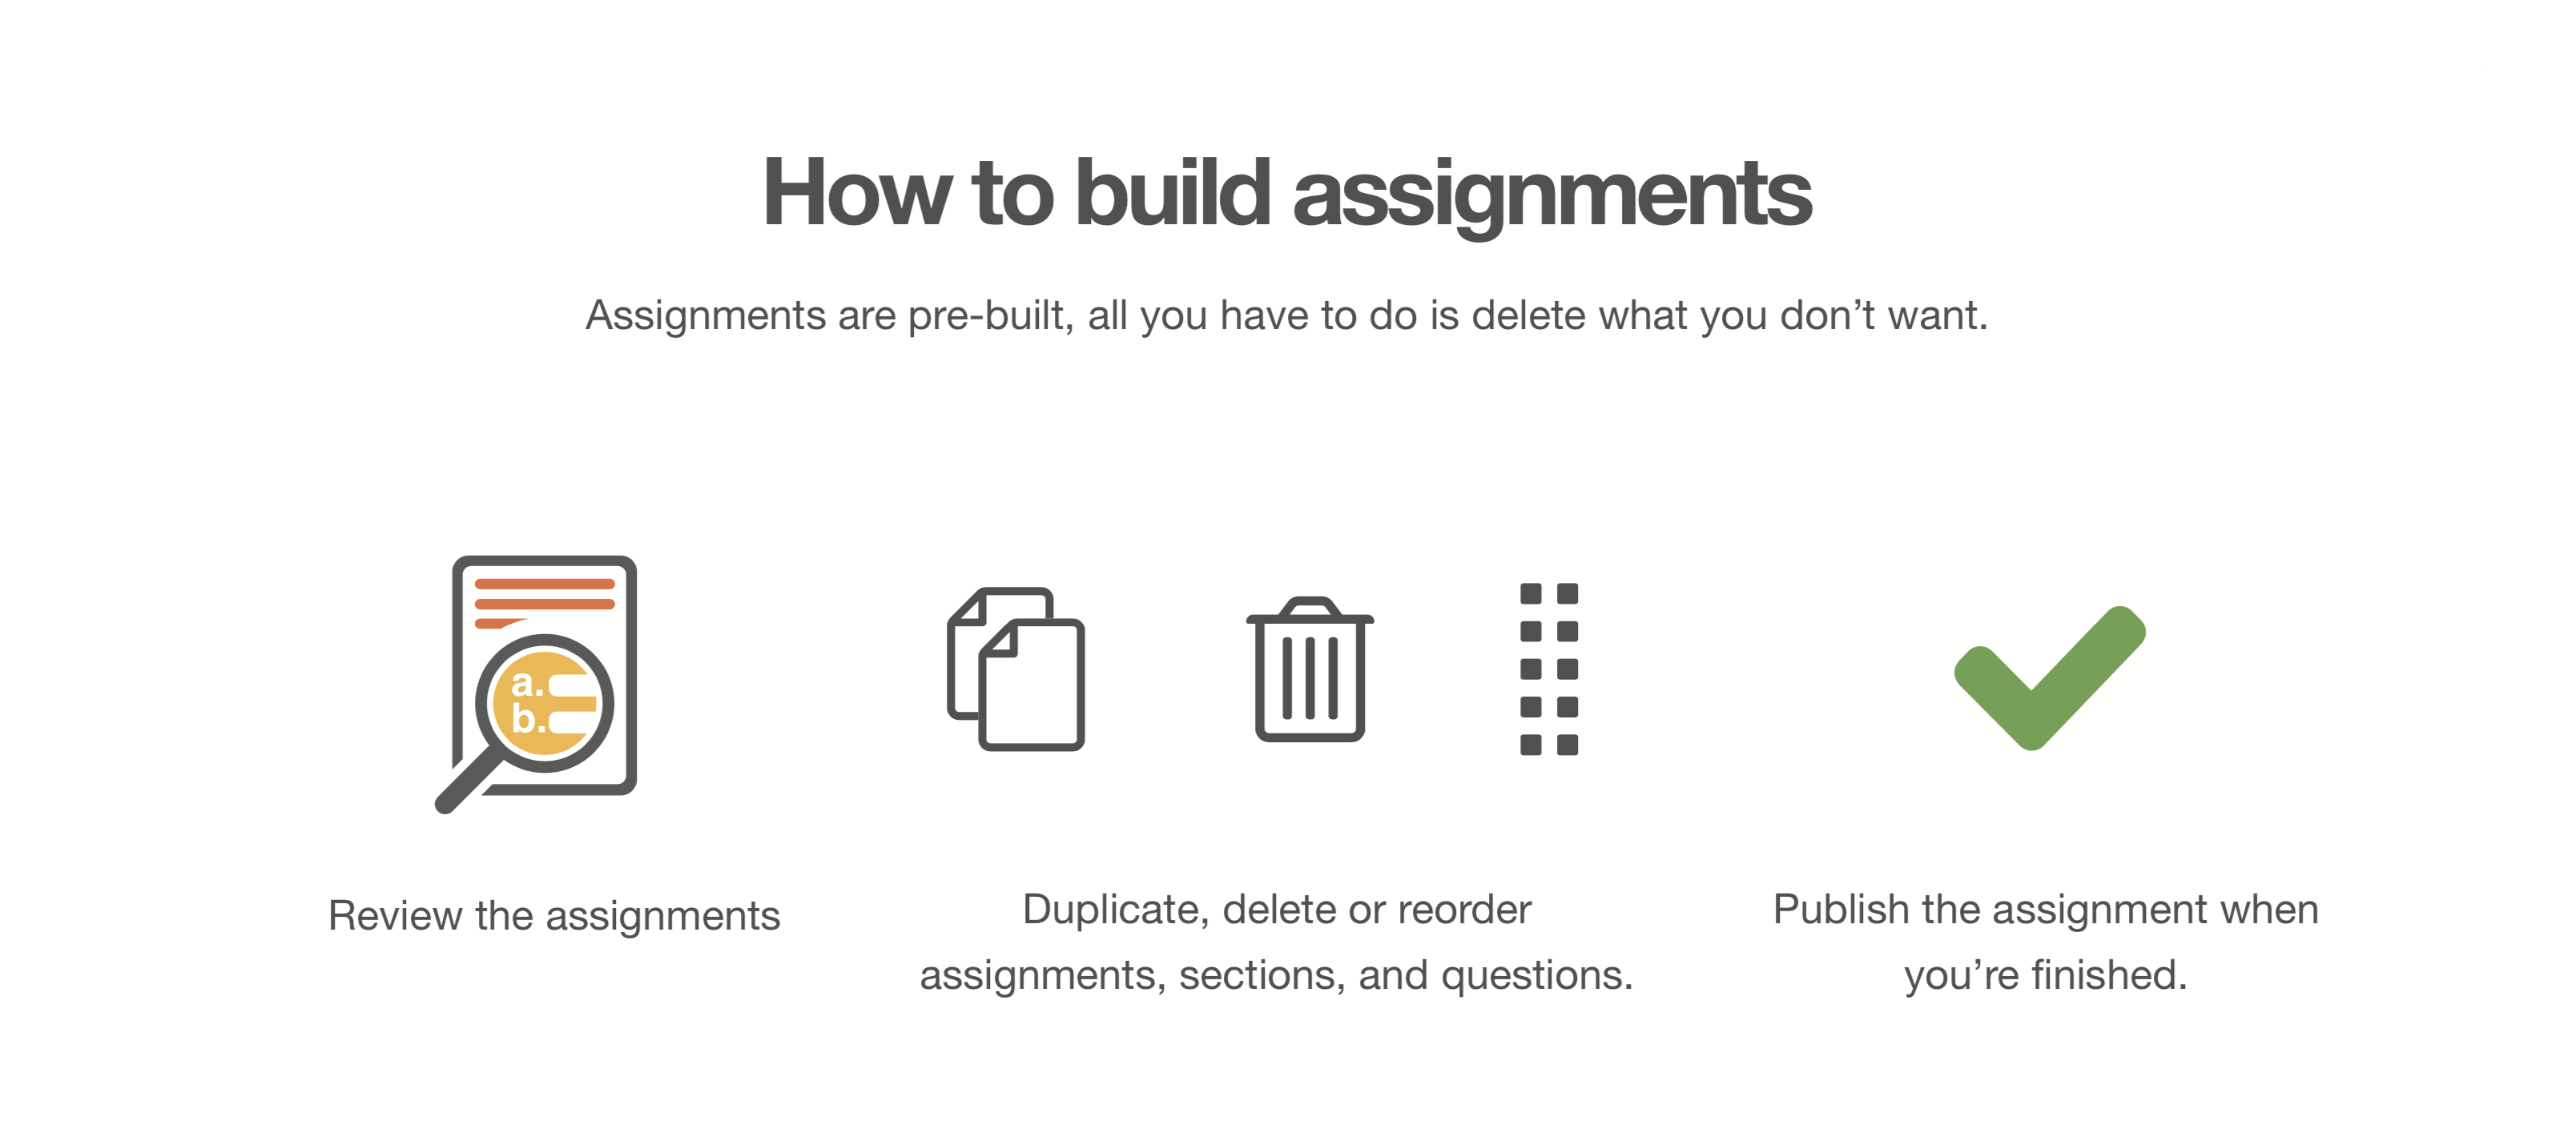 How to build assignments
Assignments are pre-built, all you have to do is delete what you don’t want.
a.
b.
Review the assignments
Duplicate, delete or reorder
assignments, sections, and questions.
Publish the assignment when
you’re finished.